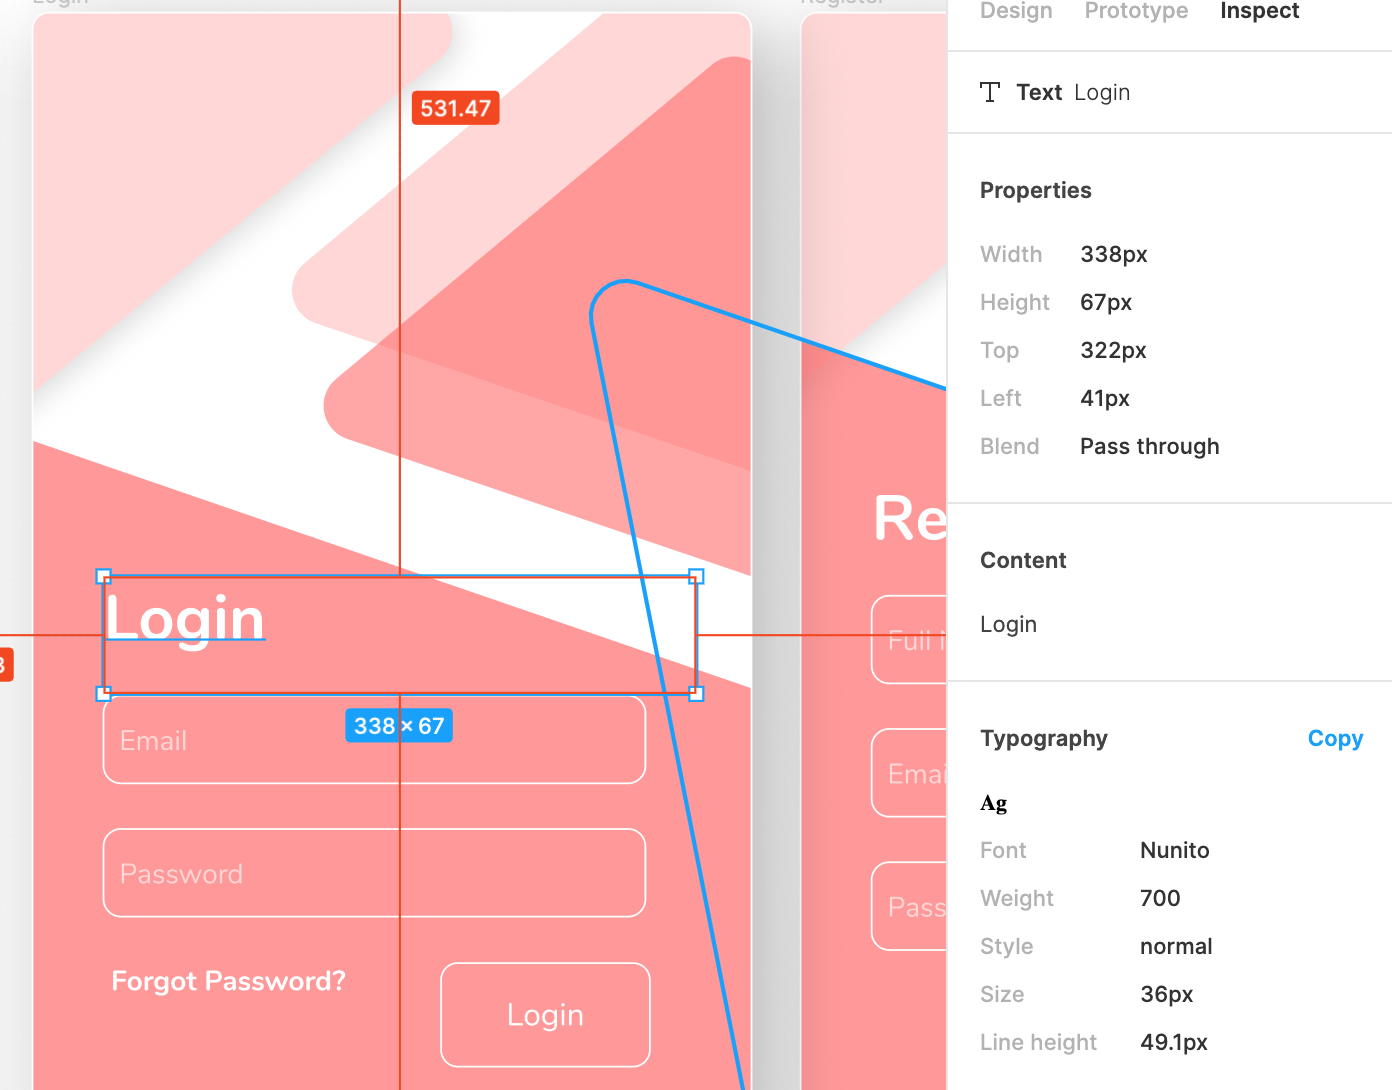 Login
Register
531.47
Login
338 × 67
Email
Password
Forgot Password?
Login
Re
Full
Emai
Pass
Design Prototype Inspect
Text Login
Properties
Width 338px
Height 67px
Top 322px
Left 41px
Blend Pass through
Content
Login
Typography Copy
Ag
Font Nunito
Weight 700
Style normal
Size 36px
Line height 49.1px